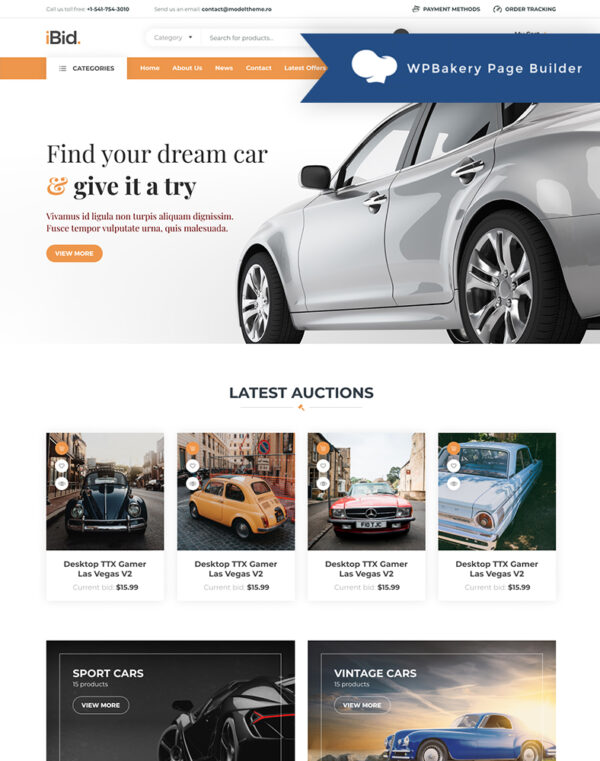 Call us toll free: +1-541-754-3010
Send us an email: contact@modeltheme.ro
PAYMENT METHODS
ORDER TRACKING
iBid.
Category
Search for products...
WPBakery Page Builder
CATEGORIES
Home
About Us
News
Contact
Latest Offers
Find your dream car
& give it a try
Vivamus id ligula non turpis aliquam dignissim.
Fusce tempor vulputate urna, quis malesuada.
VIEW MORE
LATEST AUCTIONS
F10 TJC
Desktop TTX Gamer
Las Vegas V2
Current bid: $15.99
Desktop TTX Gamer
Las Vegas V2
Current bid: $15.99
Desktop TTX Gamer
Las Vegas V2
Current bid: $15.99
Desktop TTX Gamer
Las Vegas V2
Current bid: $15.99
SPORT CARS
15 products
VIEW MORE
VINTAGE CARS
15 products
VIEW MORE